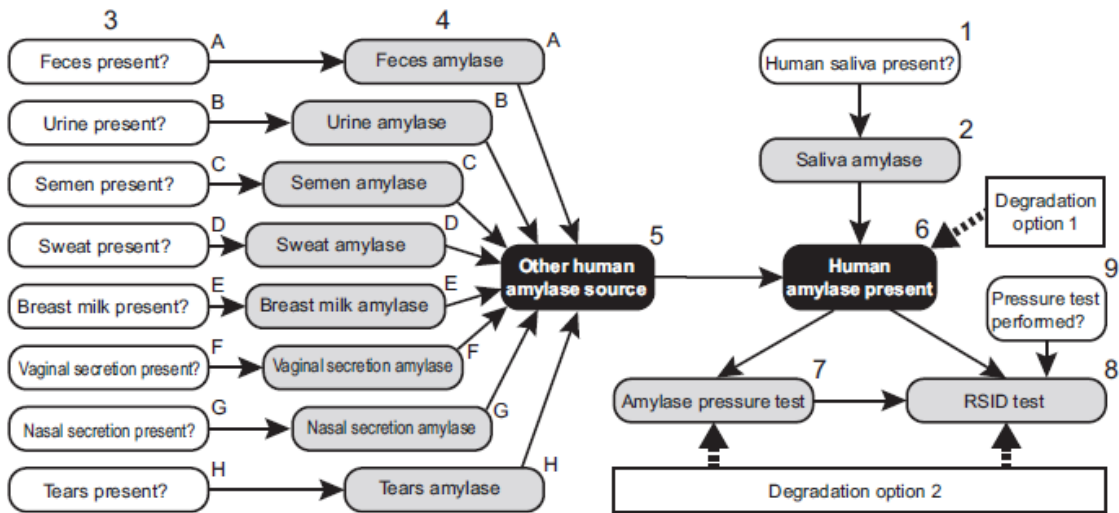 3
4
1
A
A
Feces present?
Feces amylase
Human saliva present?
B
B
Urine present?
Urine amylase
2
C
C
Semen present?
Semen amylase
Saliva amylase
D
D
Sweat present?
Sweat amylase
5
Other human
amylase source
6
Human
amylase present
Degradation
option 1
E
E
Breast milk present?
Breast milk amylase
9
Pressure test
performed?
F
F
Vaginal secretion present?
Vaginal secretion amylase
7
8
Amylase pressure test
RSID test
G
G
Nasal secretion present?
Nasal secretion amylase
H
H
Tears present?
Tears amylase
Degradation option 2